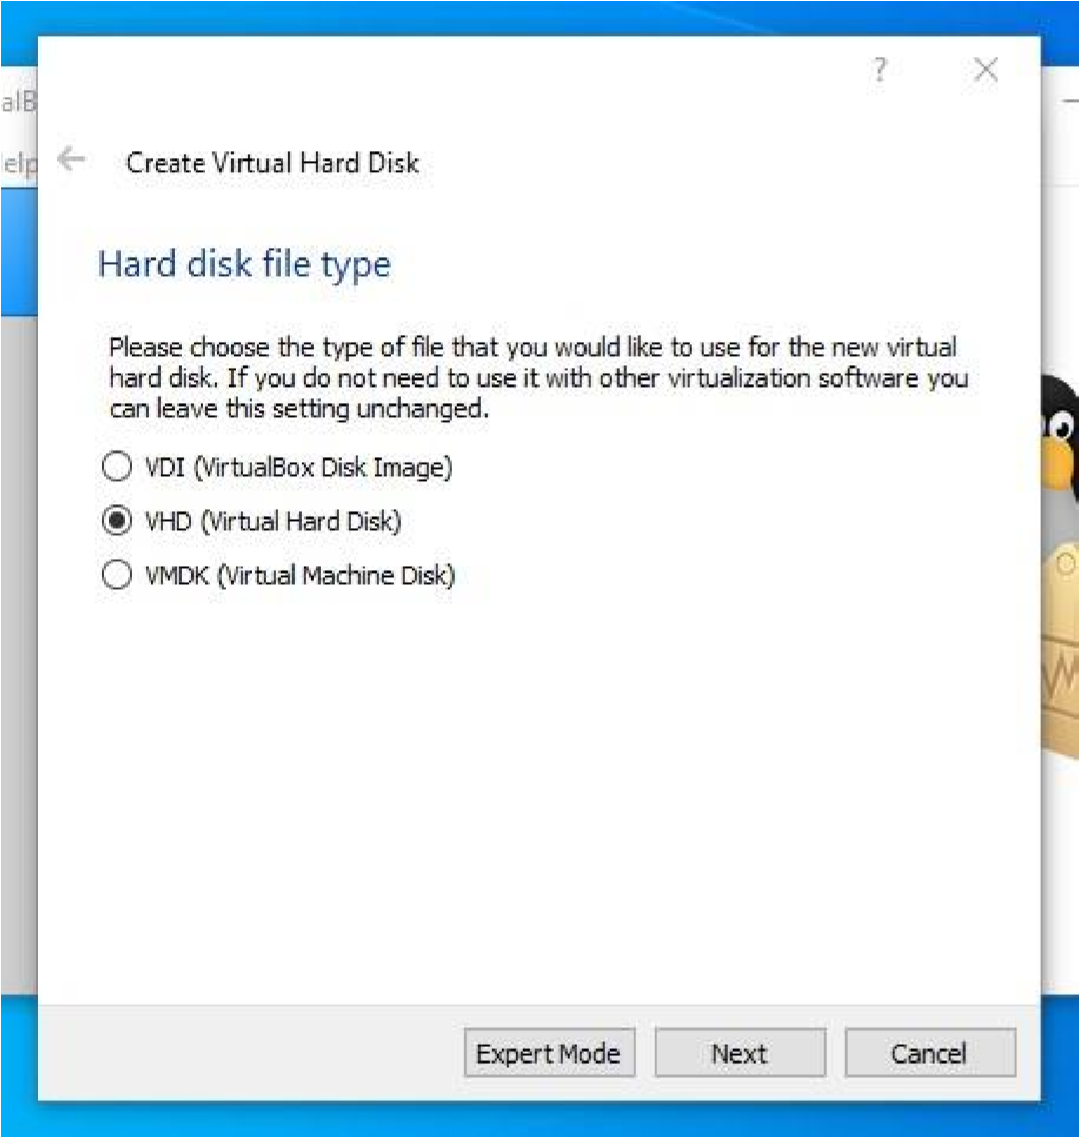 ?
Create Virtual Hard Disk
Hard disk file type
Please choose the type of file that you would like to use for the new virtual
hard disk. If you do not need to use it with other virtualization software you
can leave this setting unchanged.
VDI (VirtualBox Disk Image)
VHD (Virtual Hard Disk)
VMDK (Virtual Machine Disk)
Expert Mode
Next
Cancel